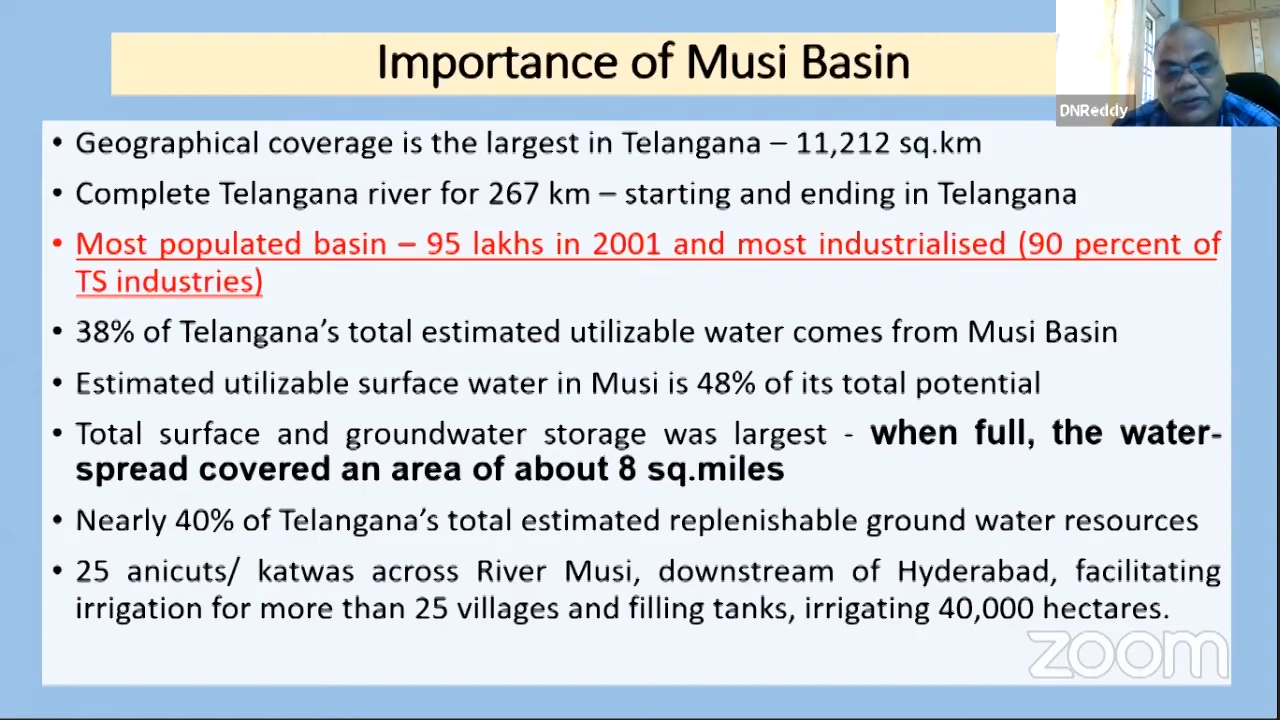 Importance of Musi Basin
DNReddy
• Geographical coverage is the largest in Telangana – 11,212 sq.km
• Complete Telangana river for 267 km – starting and ending in Telangana
• Most populated basin – 95 lakhs in 2001 and most industrialised (90 percent of
TS industries)
• 38% of Telangana’s total estimated utilizable water comes from Musi Basin
• Estimated utilizable surface water in Musi is 48% of its total potential
• Total surface and groundwater storage was largest - when full, the water-
spread covered an area of about 8 sq.miles
• Nearly 40% of Telangana’s total estimated replenishable ground water resources
• 25 anicuts/ katwas across River Musi, downstream of Hyderabad, facilitating
irrigation for more than 25 villages and filling tanks, irrigating 40,000 hectares.
zoom